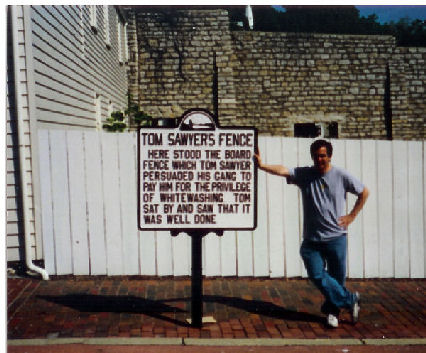 TOM SAWYER'S FENCE
HERE STOOD THE BOARD
FENCE WHICH TOM SAWYER
PERSUADED HIS GANG TO
PAY HIM FOR THE PRIVILEGE
OF WHITEWASHING. TOM
SAT BY AND SAW THAT IT
WAS WELL DONE